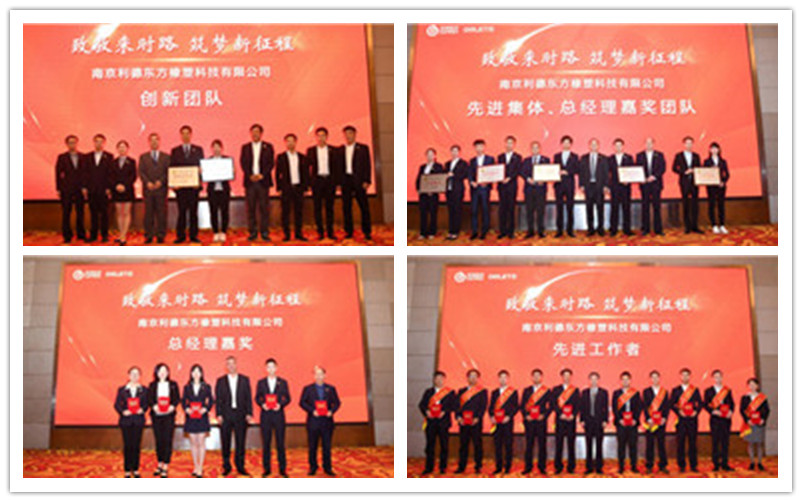 致敬来时路 筑梦新征程
南京利德东方橡塑科技有限公司
创新团队
致敬来时路 筑梦新征程
南京利德东方橡塑科技有限公司
先进集体、总经理嘉奖团队
致敬来时路 筑梦新征程
南京利德东方橡塑科技有限公司
总经理嘉奖
致敬来时路 筑梦新征程
南京利德东方橡塑科技有限公司
先进工作者